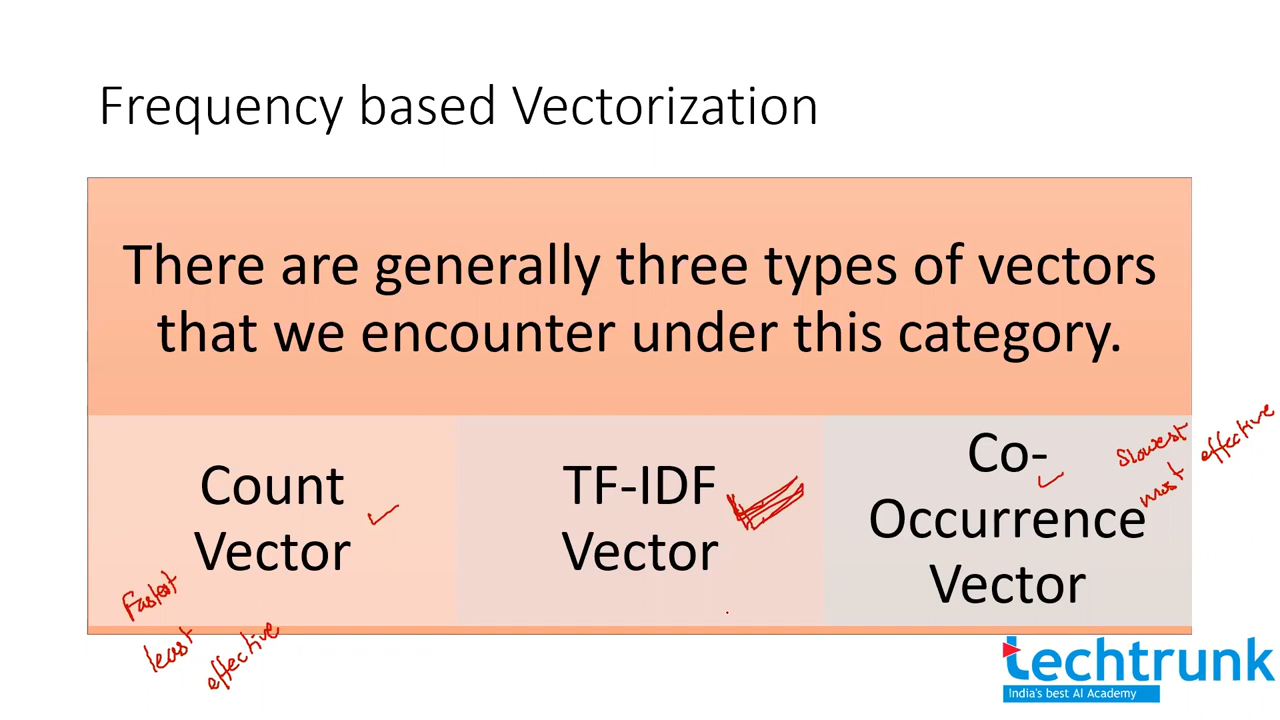 Frequency based Vectorization
There are generally three types of vectors
that we encounter under this category.
Count
Vector
Fastest
least
effective
TF-IDF
Vector
Co-
Occurrence
Vector
Slowest
most effective
techtrunk
India's best AI Academy